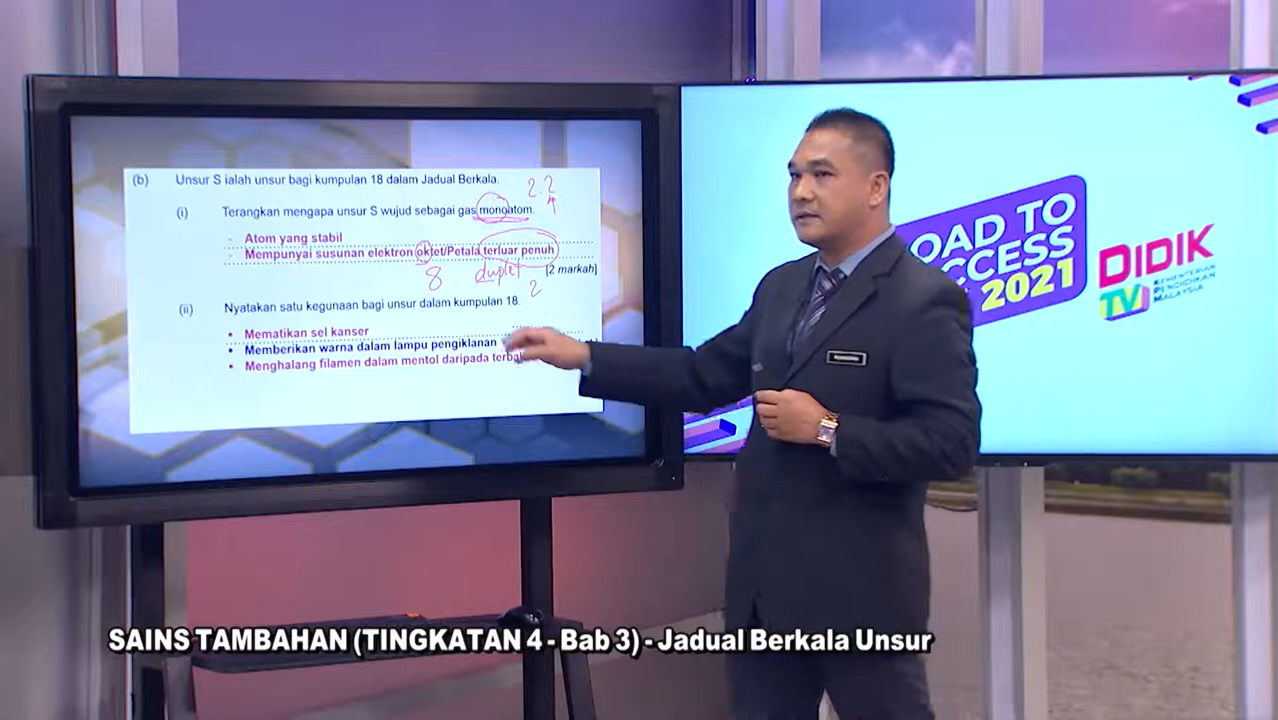 (b) Unsur S ialah unsur bagi kumpulan 18 dalam Jadual Berkala.
2.2
(i) Terangkan mengapa unsur S wujud sebagai gas monoatom.
- Atom yang stabil
- Mempunyai susunan elektron oktet/Petala terluar penuh
8 duplet [2 markah]
2
(ii) Nyatakan satu kegunaan bagi unsur dalam kumpulan 18.
• Mematikan sel kanser
• Memberikan warna dalam lampu pengiklanan
• Menghalang filamen dalam mentol daripada
OAD TO
CCESS
2021
DIDIK
TV KEMENTERIAN
PENDIDIKAN
MALAYSIA
SAINS TAMBAHAN (TINGKATAN 4 - Bab 3) - Jadual Berkala Unsur